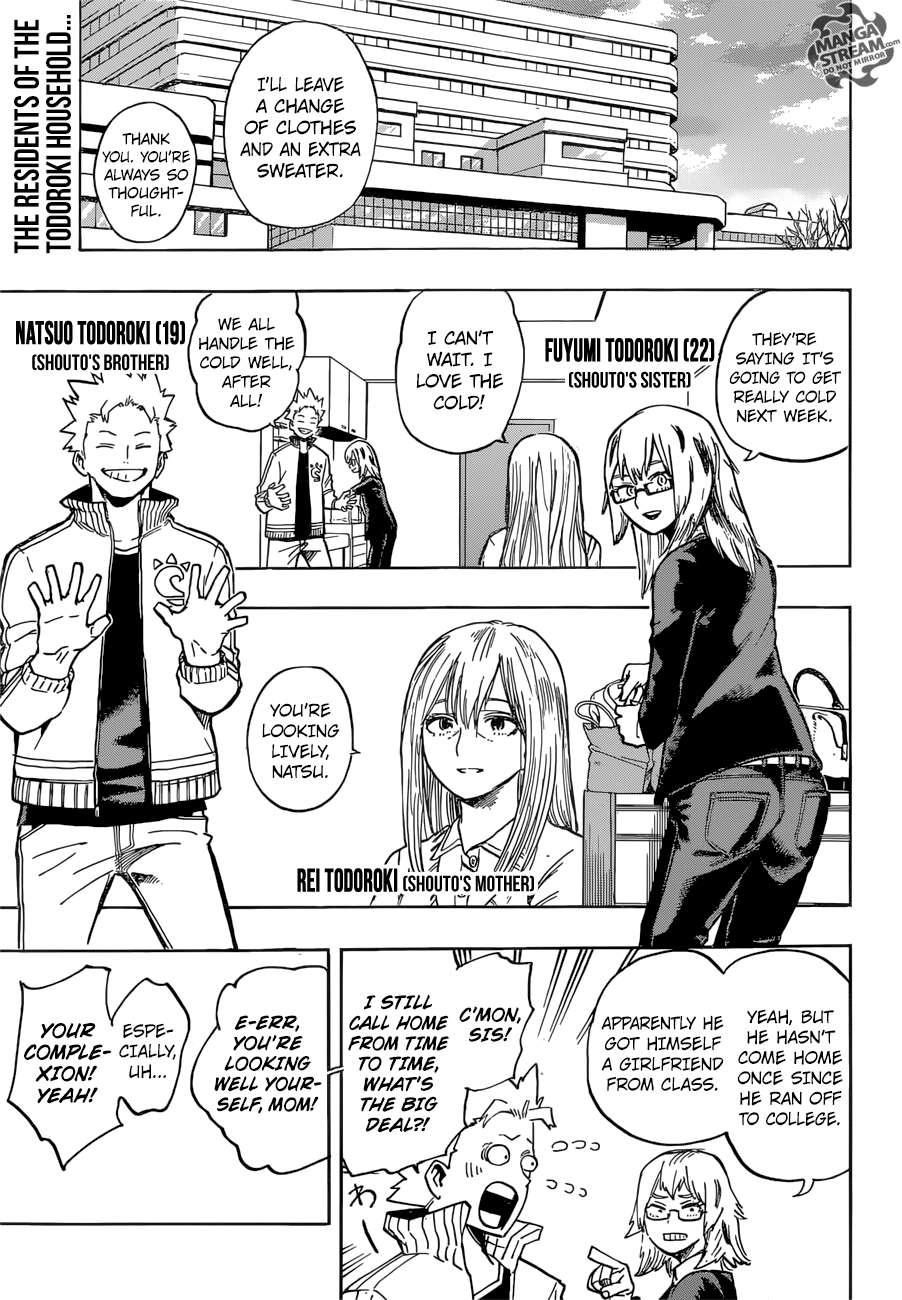 THE RESIDENTS OF THE
TODOROKI HOUSEHOLD...
MANGA
STREAM.com
DO NOT MIRROR
I'LL LEAVE
A CHANGE
OF CLOTHES
AND AN EXTRA
SWEATER.
THANK
YOU. YOU'RE
ALWAYS SO
THOUGHT-
FUL.
THEY'RE
SAYING IT'S
GOING TO GET
REALLY COLD
NEXT WEEK.
FUYUMI TODOROKI (22)
(SHOUTO'S SISTER)
I CAN'T
WAIT. I
LOVE THE
COLD!
WE ALL
HANDLE THE
COLD WELL,
AFTER
ALL!
NATSUO TODOROKI (19)
(SHOUTO'S BROTHER)
YOU'RE
LOOKING
LIVELY,
NATSU.
REI TODOROKI (SHOUTO'S MOTHER)
YEAH, BUT
HE HASN'T
COME HOME
ONCE SINCE
HE RAN OFF
TO COLLEGE.
APPARENTLY HE
GOT HIMSELF
A GIRLFRIEND
FROM CLASS.
C'MON,
SIS!
I STILL
CALL HOME
FROM TIME
TO TIME,
WHAT'S
THE BIG
DEAL?!
わ
E-ERR,
YOU'RE
LOOKING
WELL YOUR-
SELF, MOM!
ESPE-
CIALLY,
UH...
YOUR
COMPLE-
XION!
YEAH!